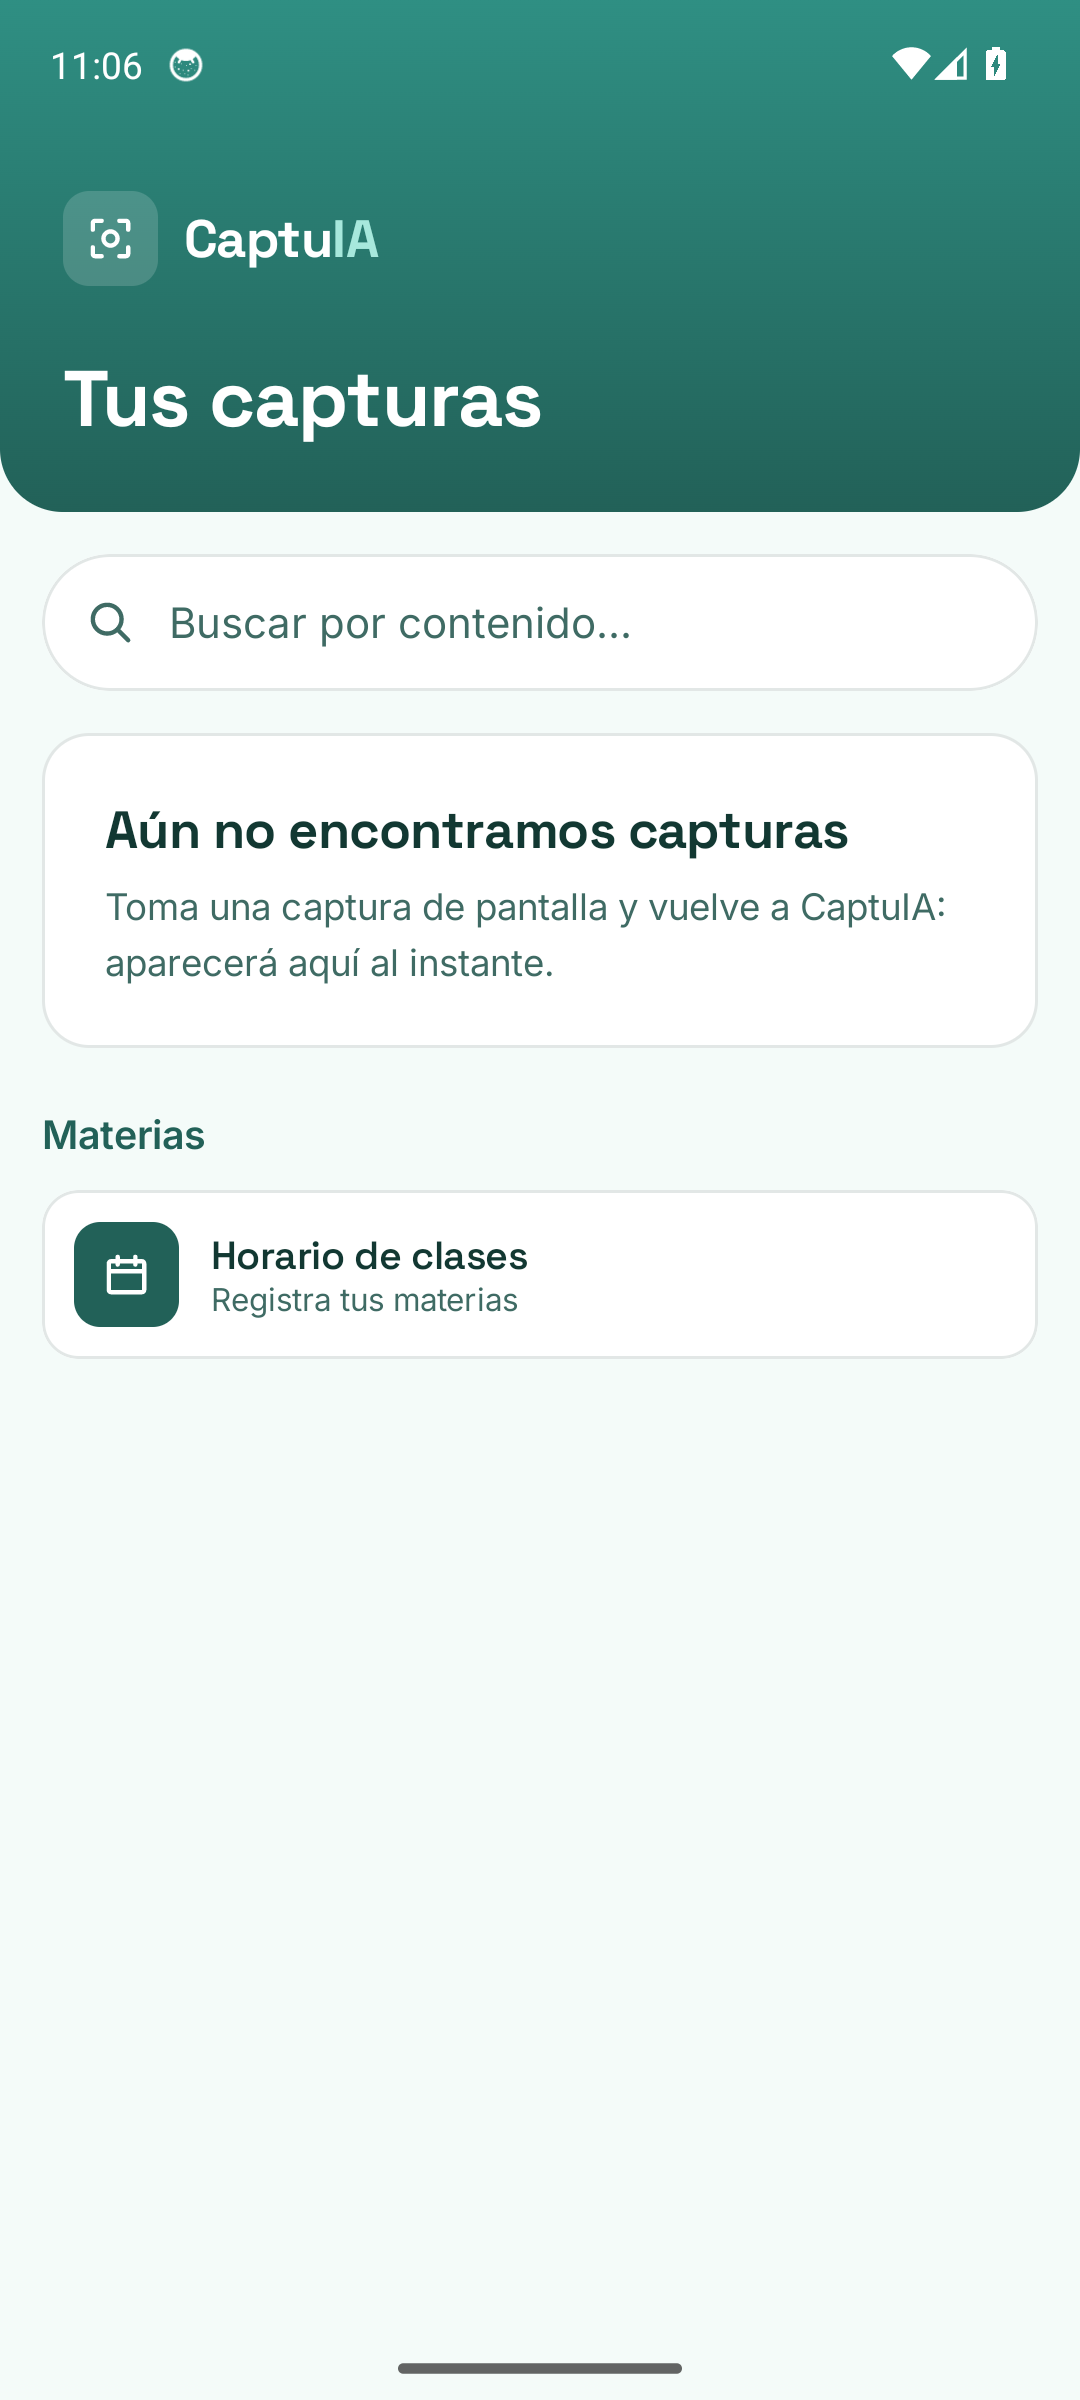 11:06
CaptuIA
Tus capturas
Buscar por contenido...
Aún no encontramos capturas
Toma una captura de pantalla y vuelve a CaptuIA:
aparecerá aquí al instante.
Materias
Horario de clases
Registra tus materias